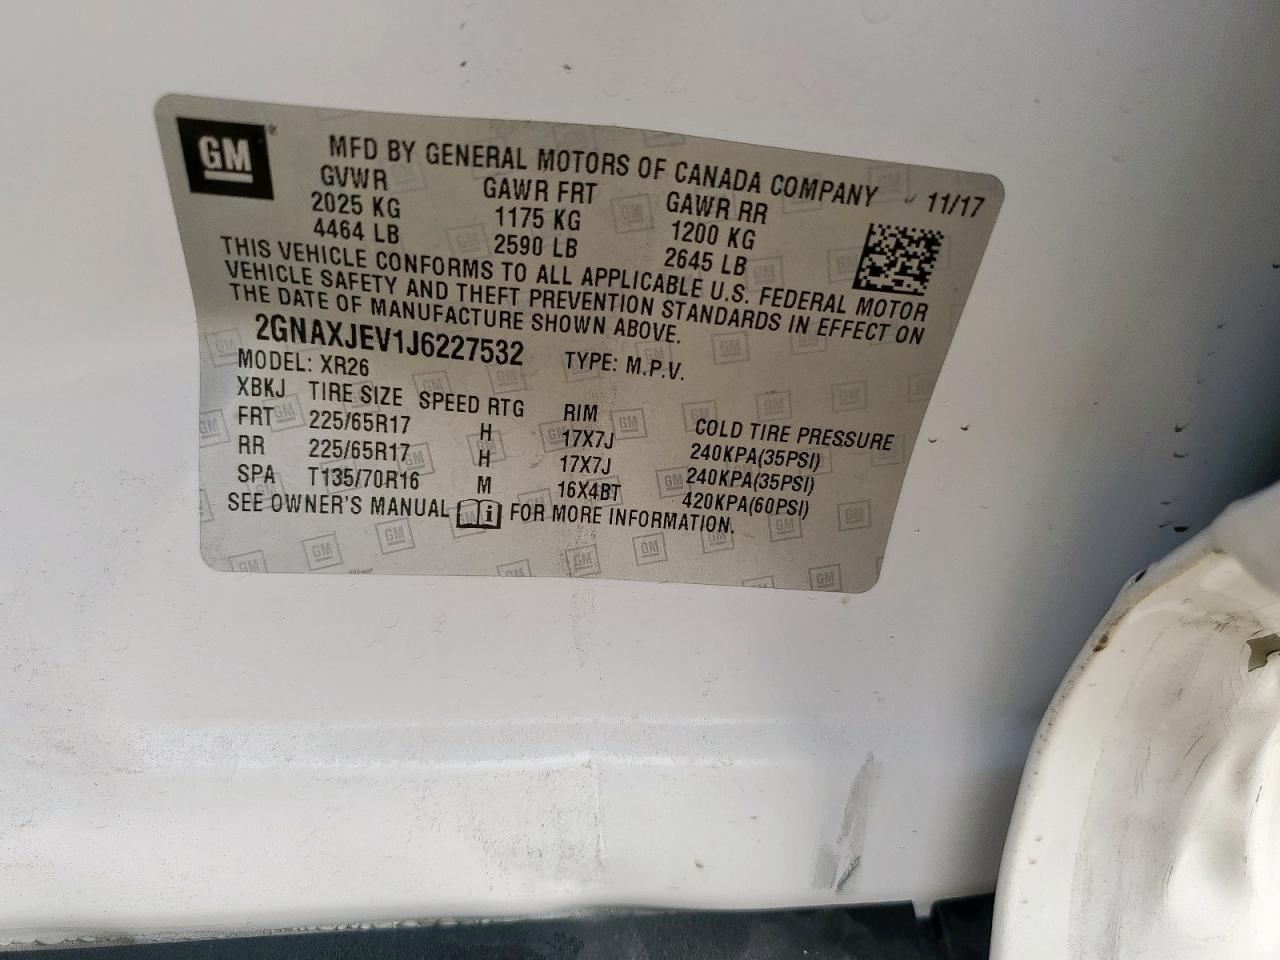 GM®
MFD BY GENERAL MOTORS OF CANADA COMPANY 11/17
GVWR GAWR FRT GAWR RR
2025 KG 1175 KG 1200 KG
4464 LB 2590 LB 2645 LB
THIS VEHICLE CONFORMS TO ALL APPLICABLE U.S. FEDERAL MOTOR
VEHICLE SAFETY AND THEFT PREVENTION STANDARDS IN EFFECT ON
THE DATE OF MANUFACTURE SHOWN ABOVE.
2GNAXJEV1J6227532 TYPE: M.P.V.
MODEL: XR26
XBKJ TIRE SIZE SPEED RTG RIM COLD TIRE PRESSURE
FRT 225/65R17 H 17X7J 240KPA(35PSI)
RR 225/65R17 H 17X7J 240KPA(35PSI)
SPA T135/70R16 M 16X4BT 420KPA(60PSI)
SEE OWNER'S MANUAL i FOR MORE INFORMATION.